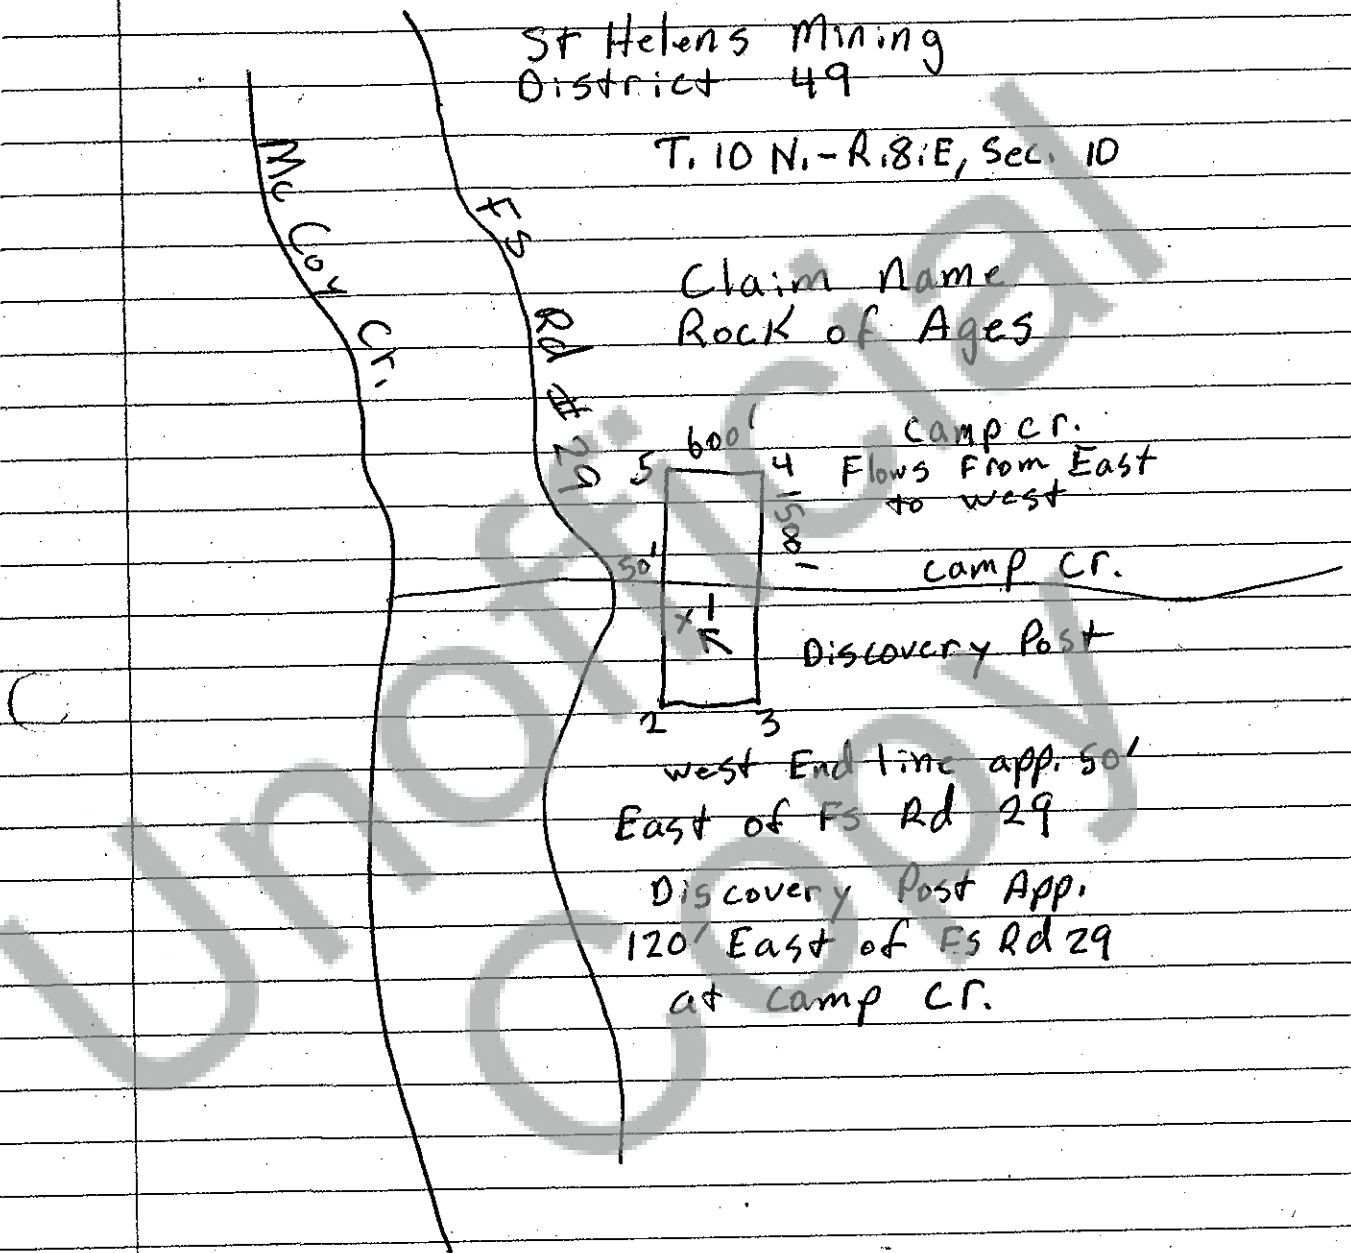 St Helens Mining
District 49
T. 10 N.-R.8.E, Sec. 10
Mc Coy Cr.
FS Rd # 29
Claim Name
Rock of Ages
600'
5
4
Camp Cr.
Flows From East
to West
50'
Camp Cr.
1
Discovery Post
2
3
West End line app. 50'
East of Fs Rd 29
Discovery Post App.
120' East of Fs Rd 29
at Camp Cr.
Unofficial
Copy